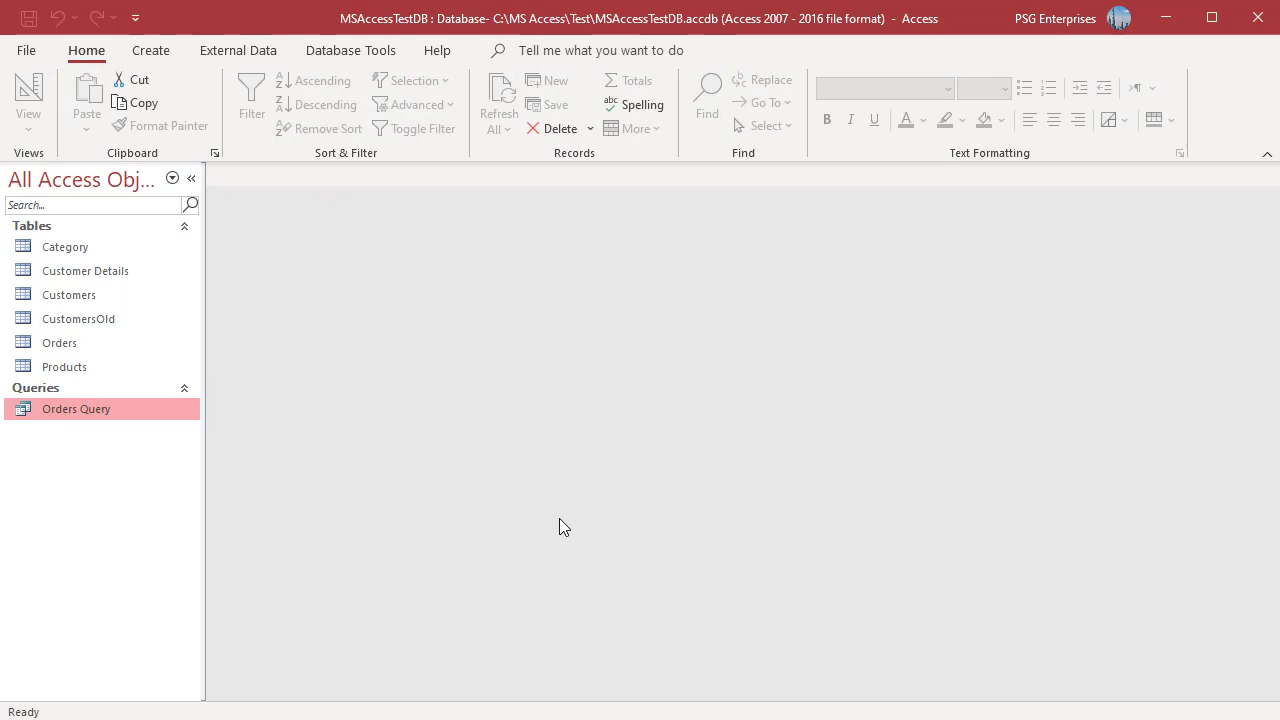 MSAccessTestDB : Database- C:\MS Access\Test\MSAccessTestDB.accdb (Access 2007 - 2016 file format) - Access
PSG Enterprises
File Home Create External Data Database Tools Help Tell me what you want to do
View
Views
Paste
Cut
Copy
Format Painter
Clipboard
Filter
Ascending
Descending
Remove Sort
Selection
Advanced
Toggle Filter
Sort & Filter
Refresh
All
New
Save
Delete
Totals
abc Spelling
More
Records
Find
Replace
Go To
Select
Find
B I U A
Text Formatting
All Access Obj...
Search...
Tables
Category
Customer Details
Customers
CustomersOld
Orders
Products
Queries
Orders Query
Ready